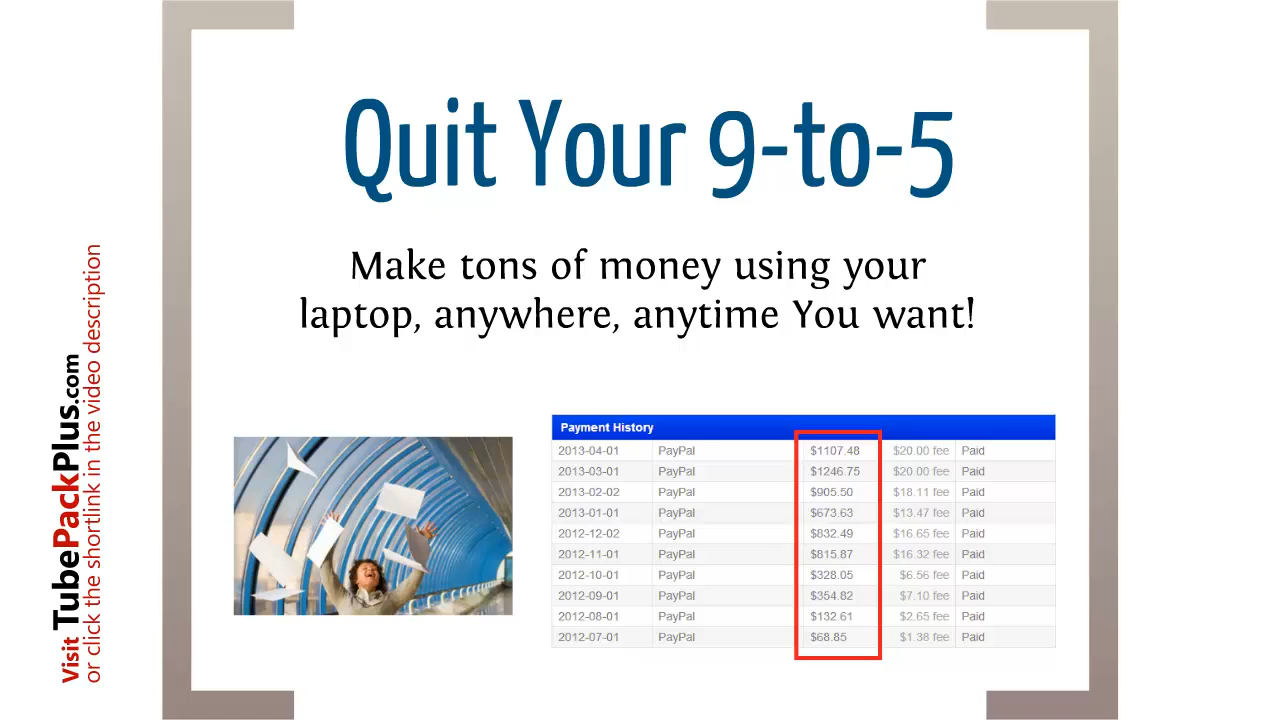 Quit Your 9-to-5
Make tons of money using your
laptop, anywhere, anytime You want!
Payment History
2013-04-01 PayPal $1107.48 $20.00 fee Paid
2013-03-01 PayPal $1246.75 $20.00 fee Paid
2013-02-02 PayPal $905.50 $18.11 fee Paid
2013-01-01 PayPal $673.63 $13.47 fee Paid
2012-12-02 PayPal $832.49 $16.65 fee Paid
2012-11-01 PayPal $815.87 $16.32 fee Paid
2012-10-01 PayPal $328.05 $6.56 fee Paid
2012-09-01 PayPal $354.82 $7.10 fee Paid
2012-08-01 PayPal $132.61 $2.65 fee Paid
2012-07-01 PayPal $68.85 $1.38 fee Paid
Visit TubePackPlus.com
or click the shortlink in the video description